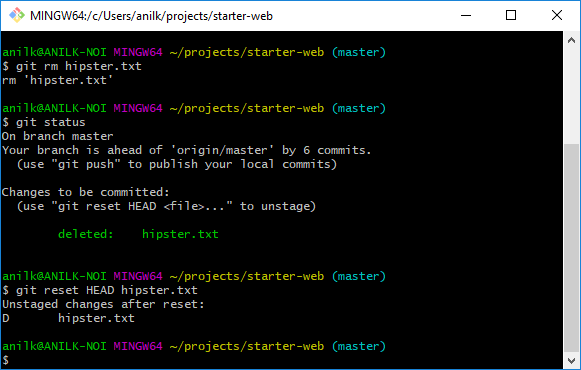 MINGW64:/c/Users/anilk/projects/starter-web
anilk@ANILK-NOI MINGW64 ~/projects/starter-web (master)
$ git rm hipster.txt
rm 'hipster.txt'
anilk@ANILK-NOI MINGW64 ~/projects/starter-web (master)
$ git status
On branch master
Your branch is ahead of 'origin/master' by 6 commits.
  (use "git push" to publish your local commits)
Changes to be committed:
  (use "git reset HEAD <file>..." to unstage)
        deleted:    hipster.txt
anilk@ANILK-NOI MINGW64 ~/projects/starter-web (master)
$ git reset HEAD hipster.txt
Unstaged changes after reset:
D       hipster.txt
anilk@ANILK-NOI MINGW64 ~/projects/starter-web (master)
$